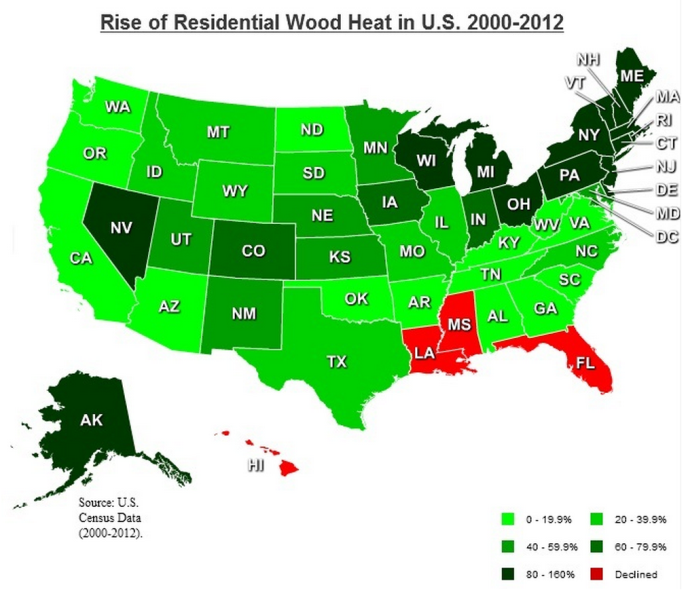 Rise of Residential Wood Heat in U.S. 2000-2012
NH
VT
ME
MA
RI
CT
NJ
DE
MD
DC
WA
MT
ND
MN
OR
ID
SD
WI
MI
NY
WY
IA
PA
NE
OH
NV
UT
CO
IL
IN
WV
VA
CA
KS
MO
KY
NC
TN
AZ
NM
OK
AR
SC
MS
AL
GA
TX
LA
FL
AK
HI
Source: U.S.
Census Data
(2000-2012).
0 - 19.9%
20 - 39.9%
40 - 59.9%
60 - 79.9%
80 - 160%
Declined